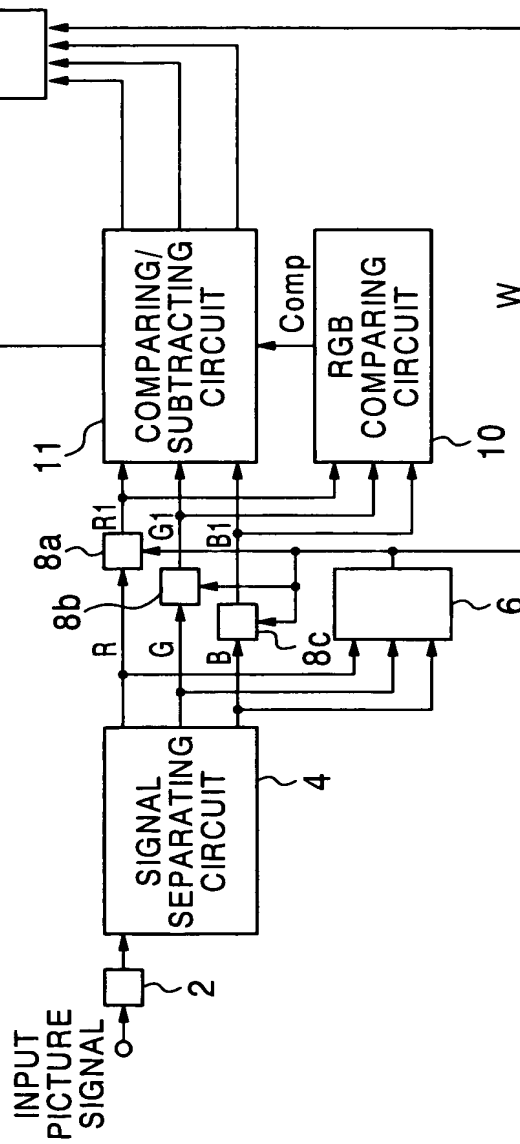 INPUT
PICTURE
SIGNAL
2
SIGNAL
SEPARATING
CIRCUIT
4
R
G
B
8a
8b
8c
6
R1
G1
B1
11
COMPARING/
SUBTRACTING
CIRCUIT
Comp
RGB
COMPARING
CIRCUIT
10
W